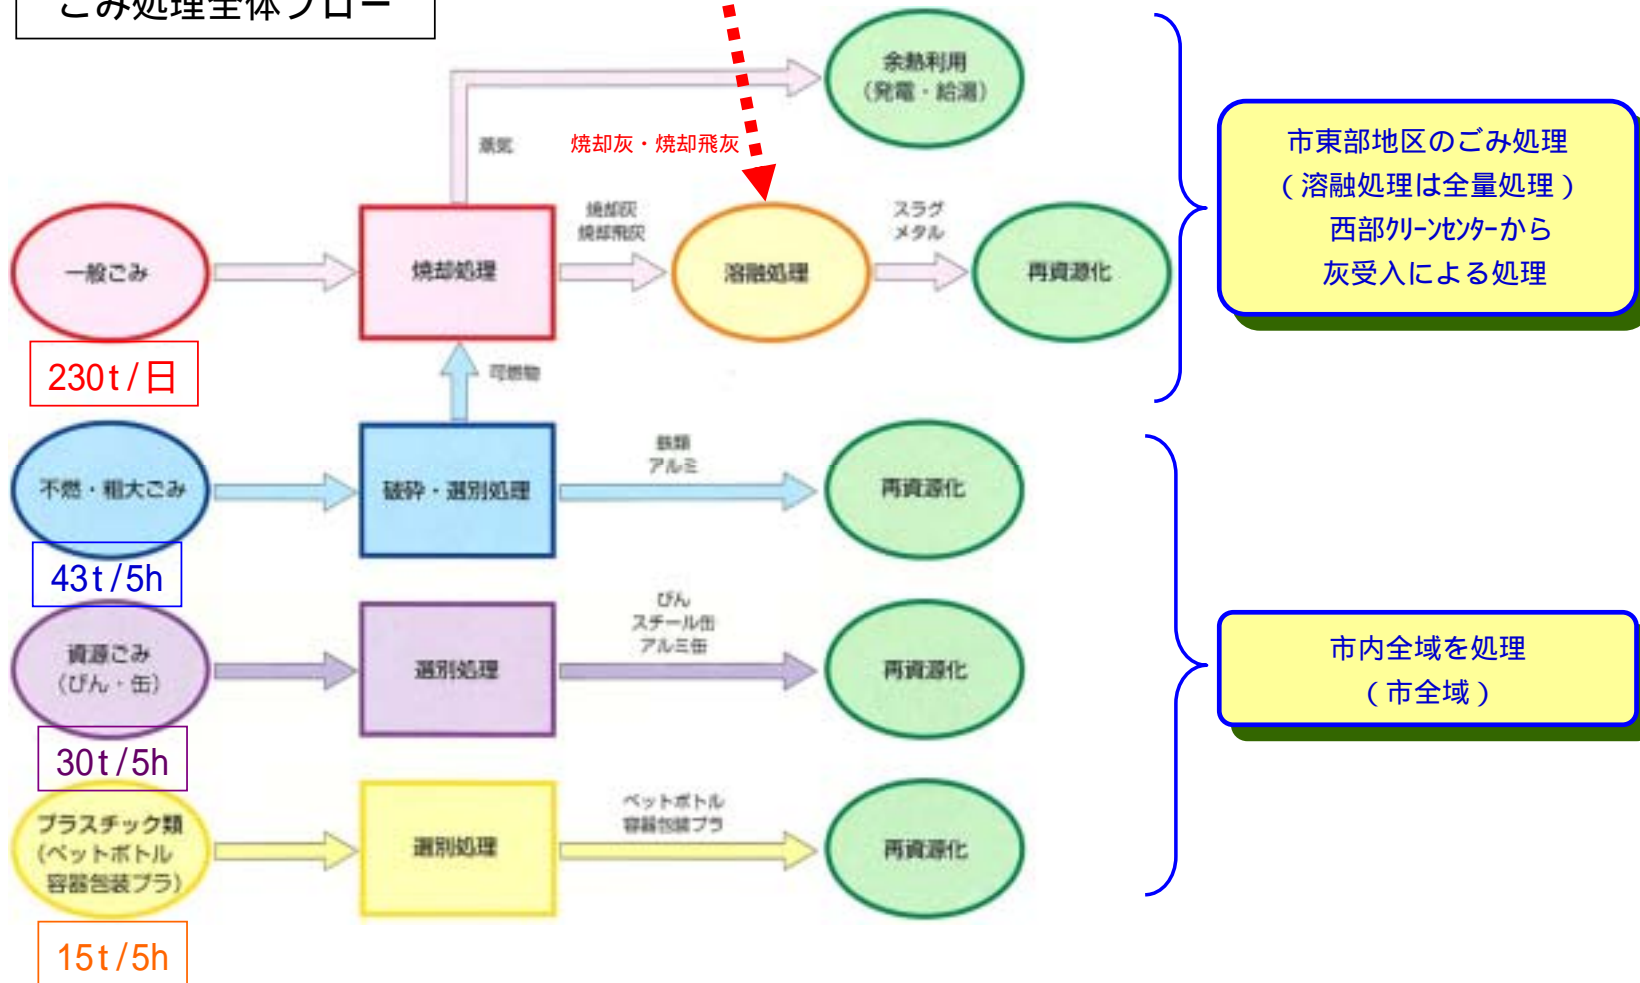 ごみ処理全体フロー
余熱利用
（発電・給湯）
蒸気
焼却灰・焼却飛灰
一般ごみ
焼却処理
焼却灰
焼却飛灰
溶融処理
スラグ
メタル
再資源化
230t/日
可燃物
不燃・粗大ごみ
破砕・選別処理
鉄類
アルミ
再資源化
43t/5h
資源ごみ
（びん・缶）
選別処理
びん
スチール缶
アルミ缶
再資源化
30t/5h
プラスチック類
（ペットボトル
容器包装プラ）
選別処理
ペットボトル
容器包装プラ
再資源化
15t/5h
市東部地区のごみ処理
（溶融処理は全量処理）
西部ｸﾘｰﾝｾﾝﾀｰから
灰受入による処理
市内全域を処理
（市全域）